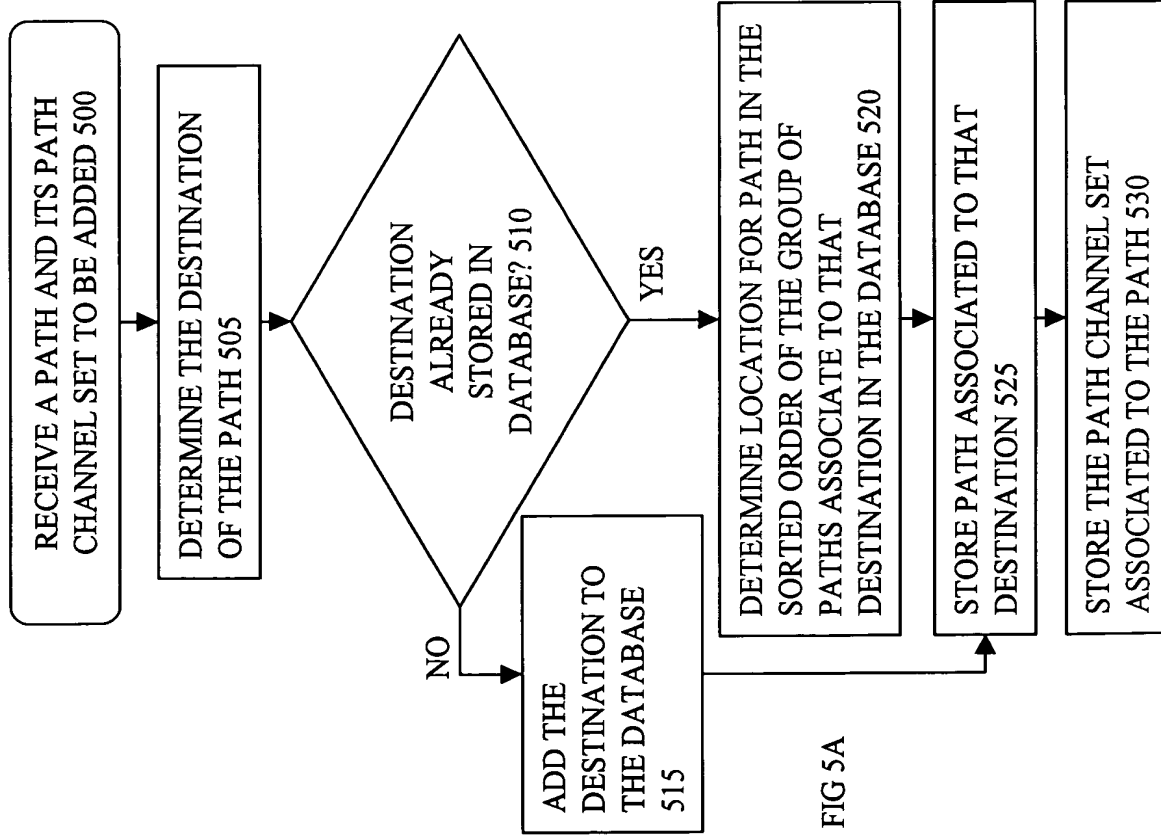 RECEIVE A PATH AND ITS PATH
CHANNEL SET TO BE ADDED 500
DETERMINE THE DESTINATION
OF THE PATH 505
DESTINATION
ALREADY
STORED IN
DATABASE? 510
NO
YES
ADD THE
DESTINATION TO
THE DATABASE
515
DETERMINE LOCATION FOR PATH IN THE
SORTED ORDER OF THE GROUP OF
PATHS ASSOCIATE TO THAT
DESTINATION IN THE DATABASE 520
STORE PATH ASSOCIATED TO THAT
DESTINATION 525
STORE THE PATH CHANNEL SET
ASSOCIATED TO THE PATH 530
FIG 5A